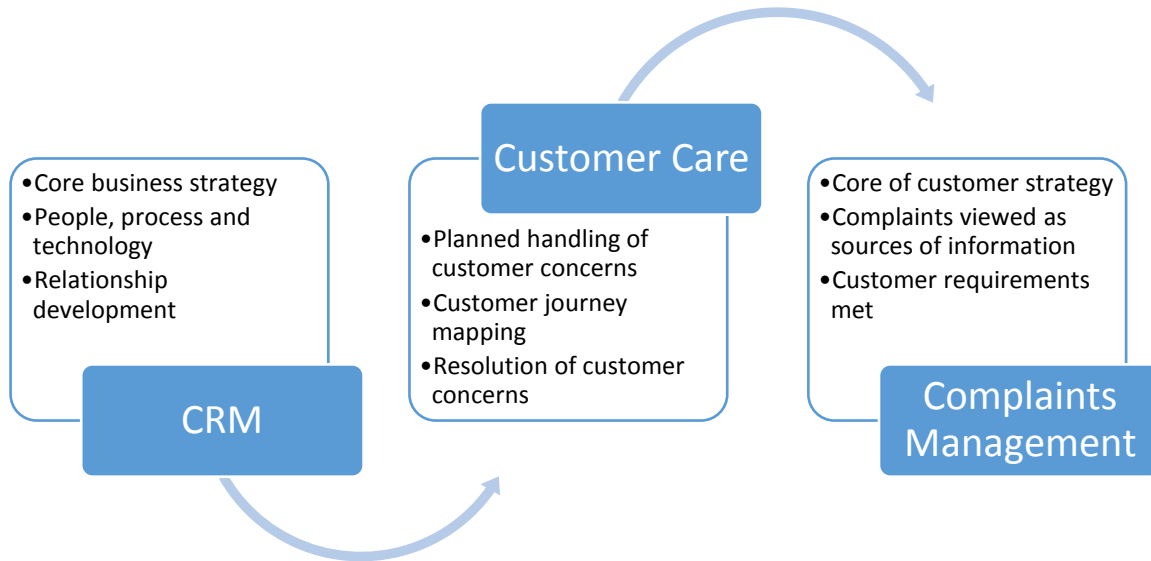 •Core business strategy
•People, process and
technology
•Relationship
development
CRM
Customer Care
•Planned handling of
customer concerns
•Customer journey
mapping
•Resolution of customer
concerns
•Core of customer strategy
•Complaints viewed as
sources of information
•Customer requirements
met
Complaints
Management